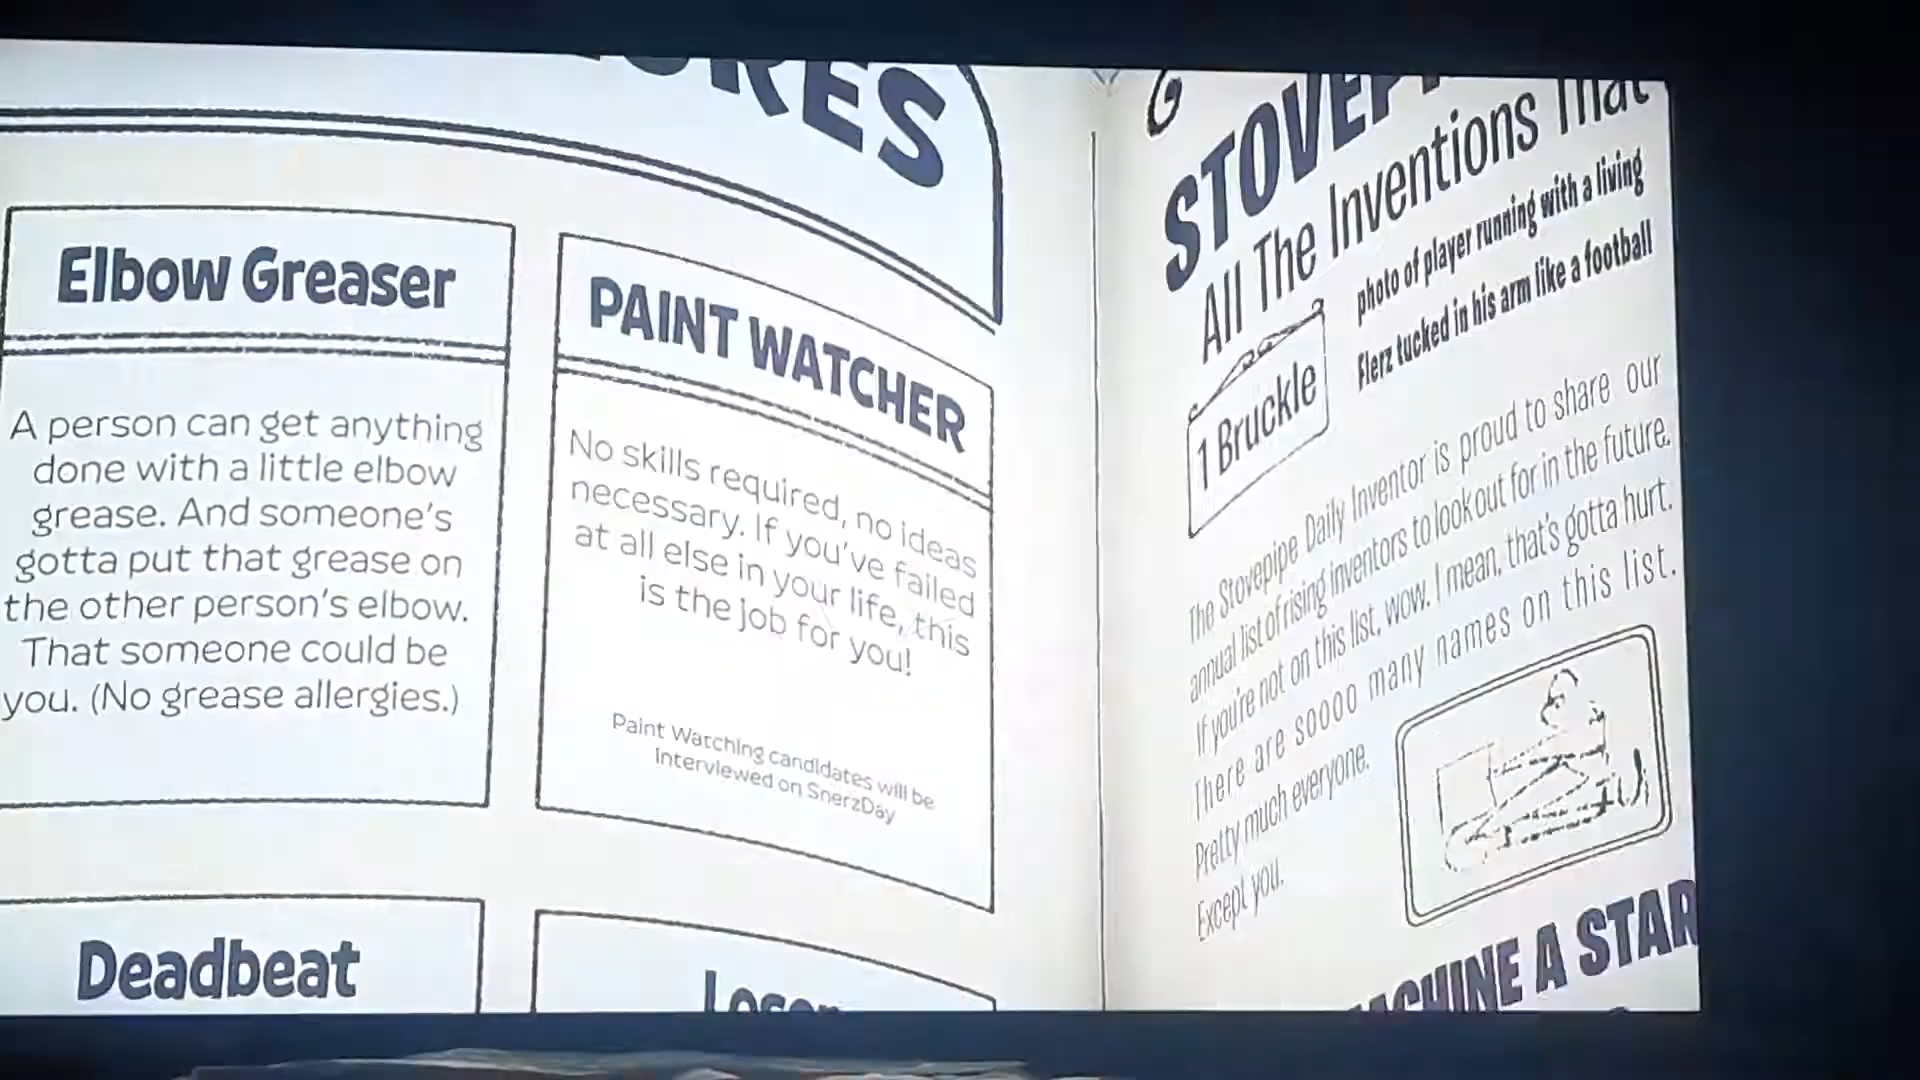 Elbow Greaser
A person can get anything
done with a little elbow
grease. And someone's
gotta put that grease on
the other person's elbow.
That someone could be
you. (No grease allergies.)
PAINT WATCHER
No skills required, no ideas
necessary. If you've failed
at all else in your life, this
is the job for you!
Paint Watching candidates will be
interviewed on SnerzDay
Deadbeat
All The Inventions That
photo of player running with a living
Flerz tucked in his arm like a football
1 Bruckle
The Stovepipe Daily Inventor is proud to share our
annual list of rising inventors to look out for in the future.
If you're not on this list, wow. I mean, that's gotta hurt.
There are soooo many names on this list.
Pretty much everyone.
Except you.
A STAR